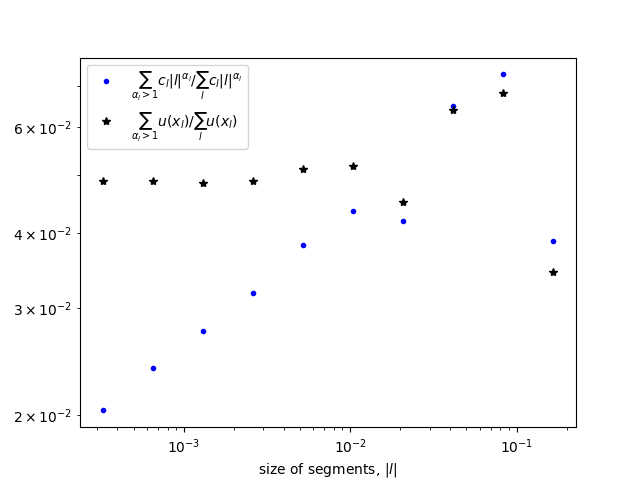 ∑_{α_l>1} c_l|l|^{α_l}/∑_l c_l|l|^{α_l}
∑_{α_l>1} u(x_l)/∑_l u(x_l)
6 × 10⁻²
4 × 10⁻²
3 × 10⁻²
2 × 10⁻²
10⁻³ 10⁻² 10⁻¹
size of segments, |l|